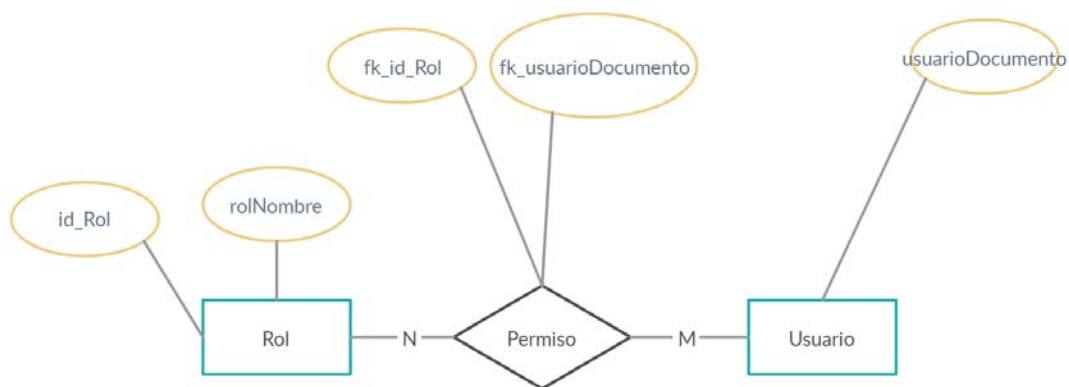 fk_id_Rol
fk_usuarioDocumento
usuarioDocumento
id_Rol
rolNombre
Rol
N
Permiso
M
Usuario